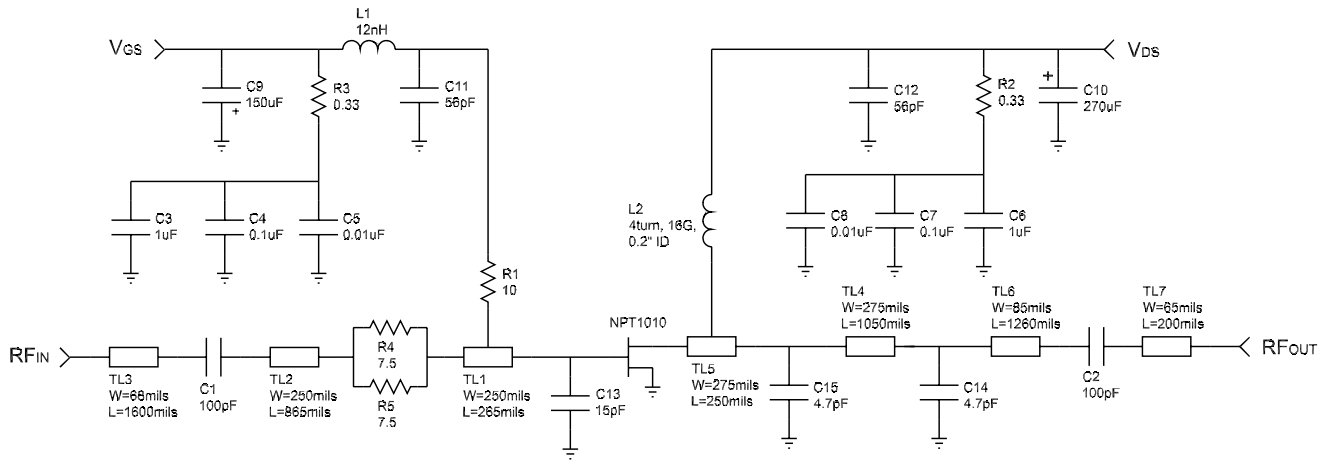 L1
12nH
VGS
VDS
C9
150uF
+
R3
0.33
C11
56pF
C12
56pF
R2
0.33
+
C10
270uF
C3
1uF
C4
0.1uF
C5
0.01uF
L2
4turn, 16G,
0.2" ID
C8
0.01uF
C7
0.1uF
C6
1uF
R1
10
NPT1010
TL4
W=275mils
L=1050mils
TL6
W=85mils
L=1260mils
TL7
W=65mils
L=200mils
RFIN
RFOUT
R4
7.5
TL3
W=66mils
L=1600mils
C1
100pF
TL2
W=250mils
L=865mils
R5
7.5
TL1
W=250mils
L=265mils
C13
15pF
TL5
W=275mils
L=250mils
C15
4.7pF
C14
4.7pF
C2
100pF